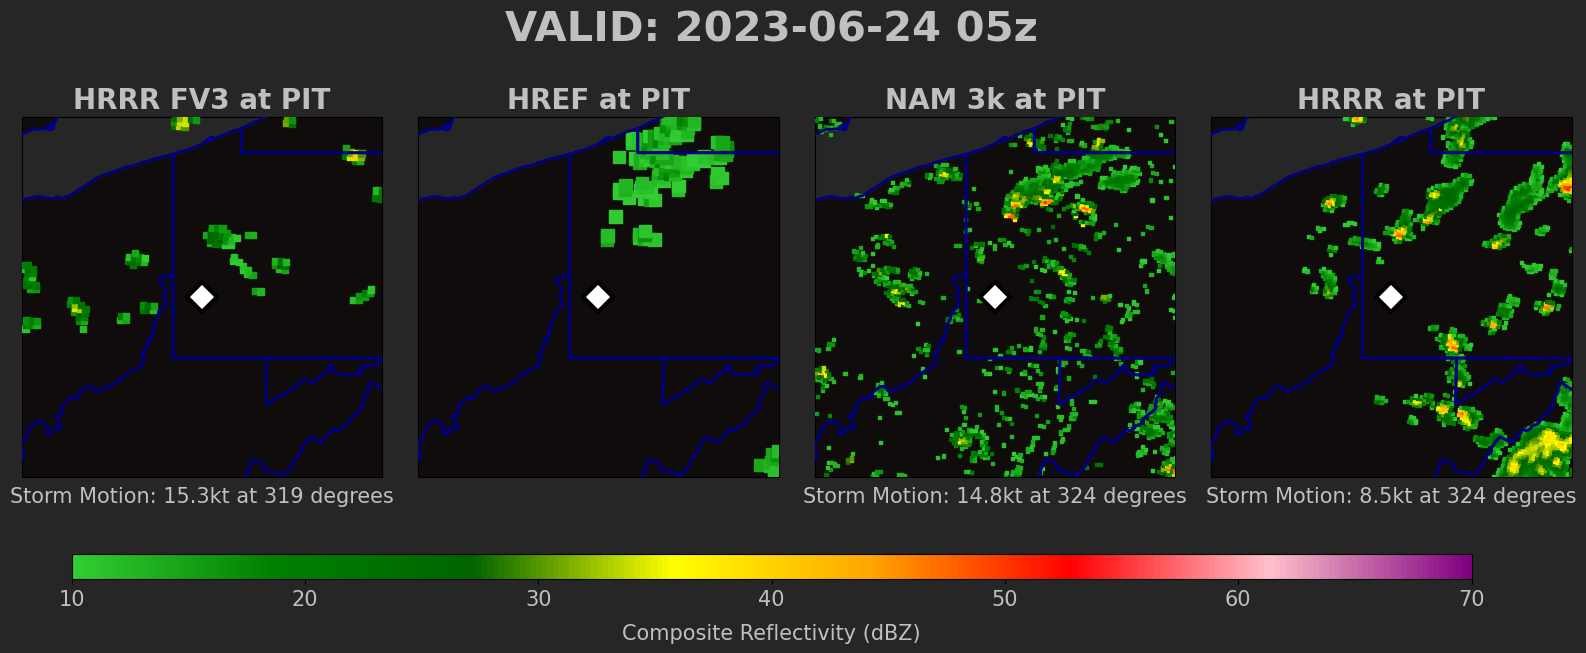 VALID: 2023-06-24 05z
HRRR FV3 at PIT
HREF at PIT
NAM 3k at PIT
HRRR at PIT
Storm Motion: 15.3kt at 319 degrees
Storm Motion: 14.8kt at 324 degrees
Storm Motion: 8.5kt at 324 degrees
10 20 30 40 50 60 70
Composite Reflectivity (dBZ)